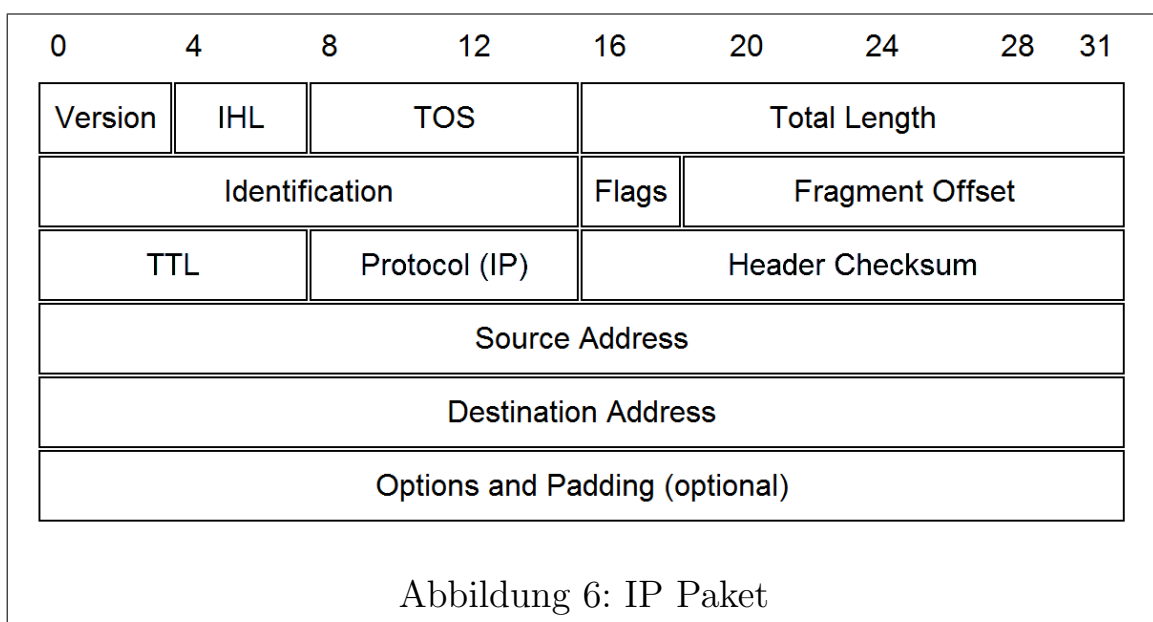 0 4 8 12 16 20 24 28 31
Version IHL TOS Total Length
Identification Flags Fragment Offset
TTL Protocol (IP) Header Checksum
Source Address
Destination Address
Options and Padding (optional)
Abbildung 6: IP Paket